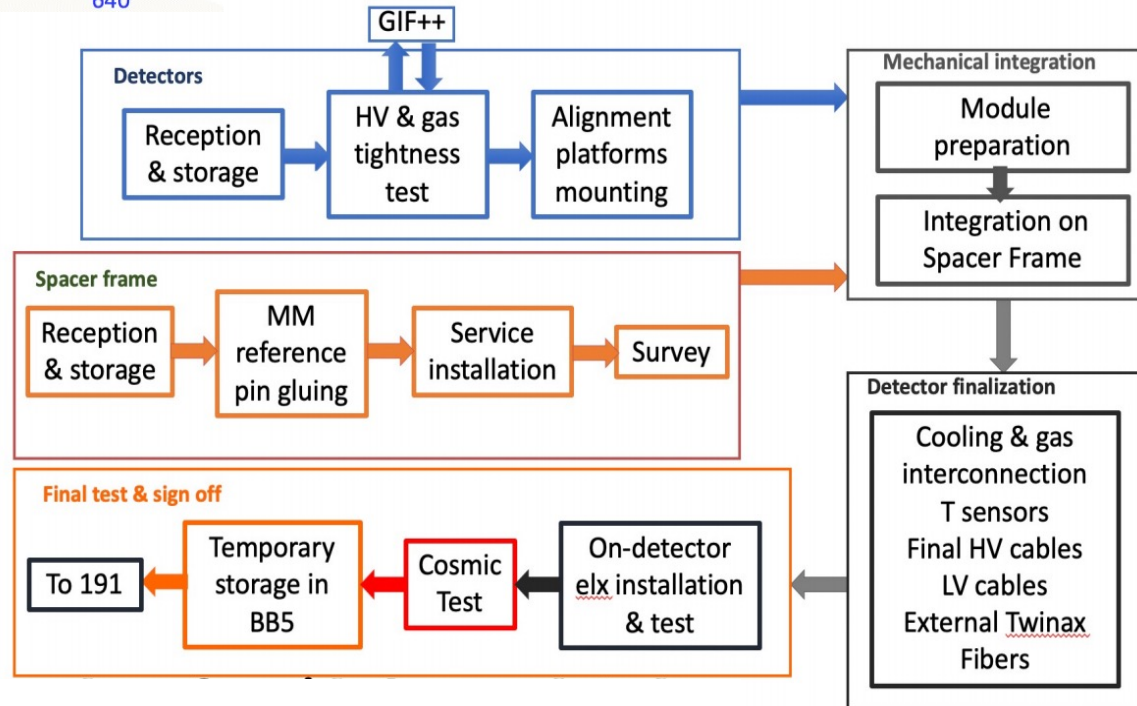 640
GIF++
Detectors
Reception
& storage
HV & gas
tightness
test
Alignment
platforms
mounting
Mechanical integration
Module
preparation
Integration on
Spacer Frame
Spacer frame
Reception
& storage
MM
reference
pin gluing
Service
installation
Survey
Detector finalization
Cooling & gas
interconnection
T sensors
Final HV cables
LV cables
External Twinax
Fibers
Final test & sign off
On-detector
elx installation
& test
Cosmic
Test
Temporary
storage in
BB5
To 191